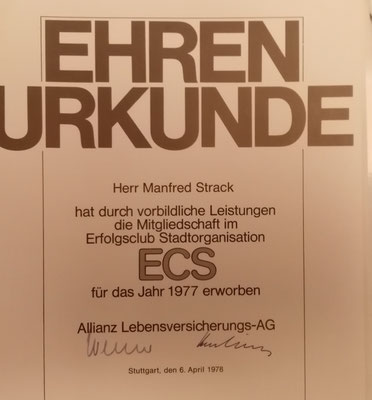 EHREN
URKUNDE
Herr Manfred Strack
hat durch vorbildliche Leistungen
die Mitgliedschaft im
Erfolgsclub Stadtorganisation
ECS
für das Jahr 1977 erworben
Allianz Lebensversicherungs-AG
Stuttgart, den 6. April 1978